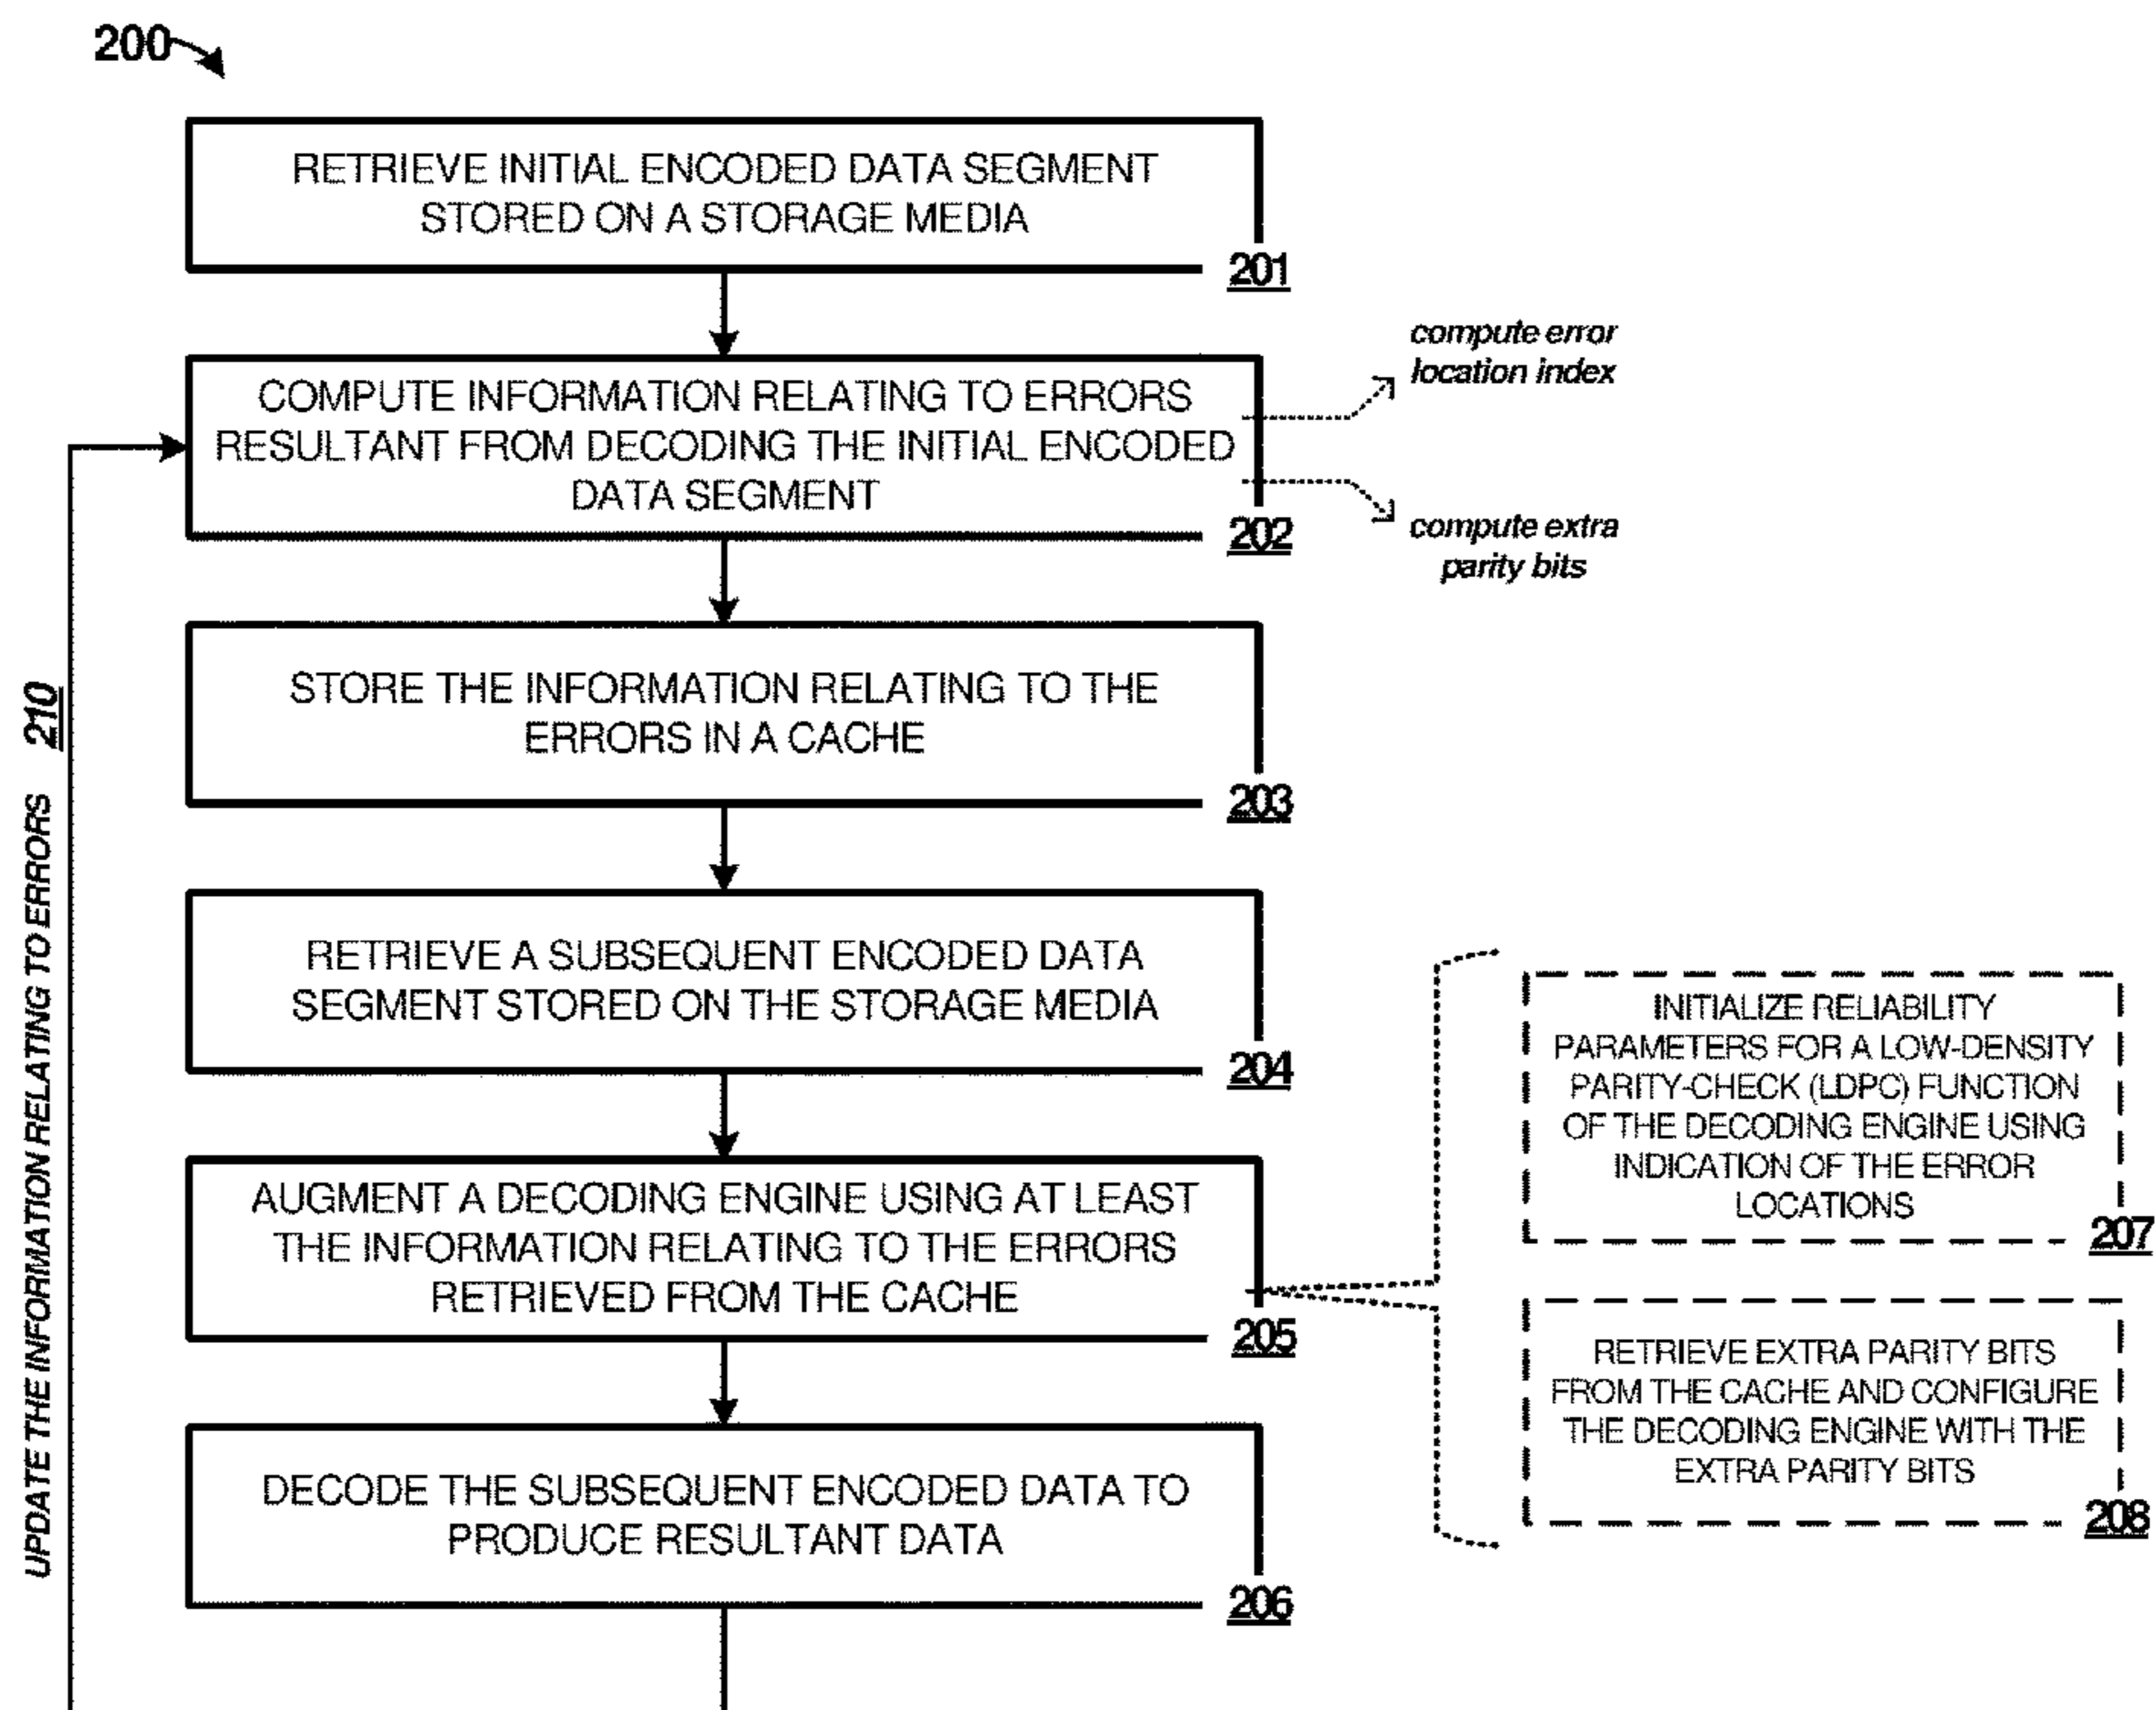 200
RETRIEVE INITIAL ENCODED DATA SEGMENT
STORED ON A STORAGE MEDIA
201
COMPUTE INFORMATION RELATING TO ERRORS
RESULTANT FROM DECODING THE INITIAL ENCODED
DATA SEGMENT
202
compute error
location index
compute extra
parity bits
STORE THE INFORMATION RELATING TO THE
ERRORS IN A CACHE
203
RETRIEVE A SUBSEQUENT ENCODED DATA
SEGMENT STORED ON THE STORAGE MEDIA
204
AUGMENT A DECODING ENGINE USING AT LEAST
THE INFORMATION RELATING TO THE ERRORS
RETRIEVED FROM THE CACHE
205
INITIALIZE RELIABILITY
PARAMETERS FOR A LOW-DENSITY
PARITY-CHECK (LDPC) FUNCTION
OF THE DECODING ENGINE USING
INDICATION OF THE ERROR
LOCATIONS
207
RETRIEVE EXTRA PARITY BITS
FROM THE CACHE AND CONFIGURE
THE DECODING ENGINE WITH THE
EXTRA PARITY BITS
208
DECODE THE SUBSEQUENT ENCODED DATA TO
PRODUCE RESULTANT DATA
206
UPDATE THE INFORMATION RELATING TO ERRORS 210